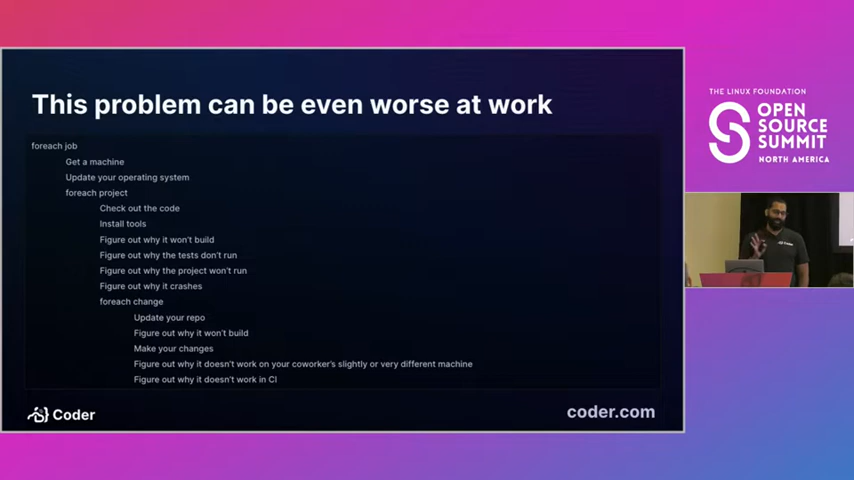 This problem can be even worse at work
foreach job
Get a machine
Update your operating system
foreach project
Check out the code
Install tools
Figure out why it won't build
Figure out why the tests don't run
Figure out why the project won't run
Figure out why it crashes
foreach change
Update your repo
Figure out why it won't build
Make your changes
Figure out why it doesn't work on your coworker's slightly or very different machine
Figure out why it doesn't work in CI
Coder
coder.com
THE LINUX FOUNDATION
OPEN
SOURCE
SUMMIT
NORTH AMERICA
Coder